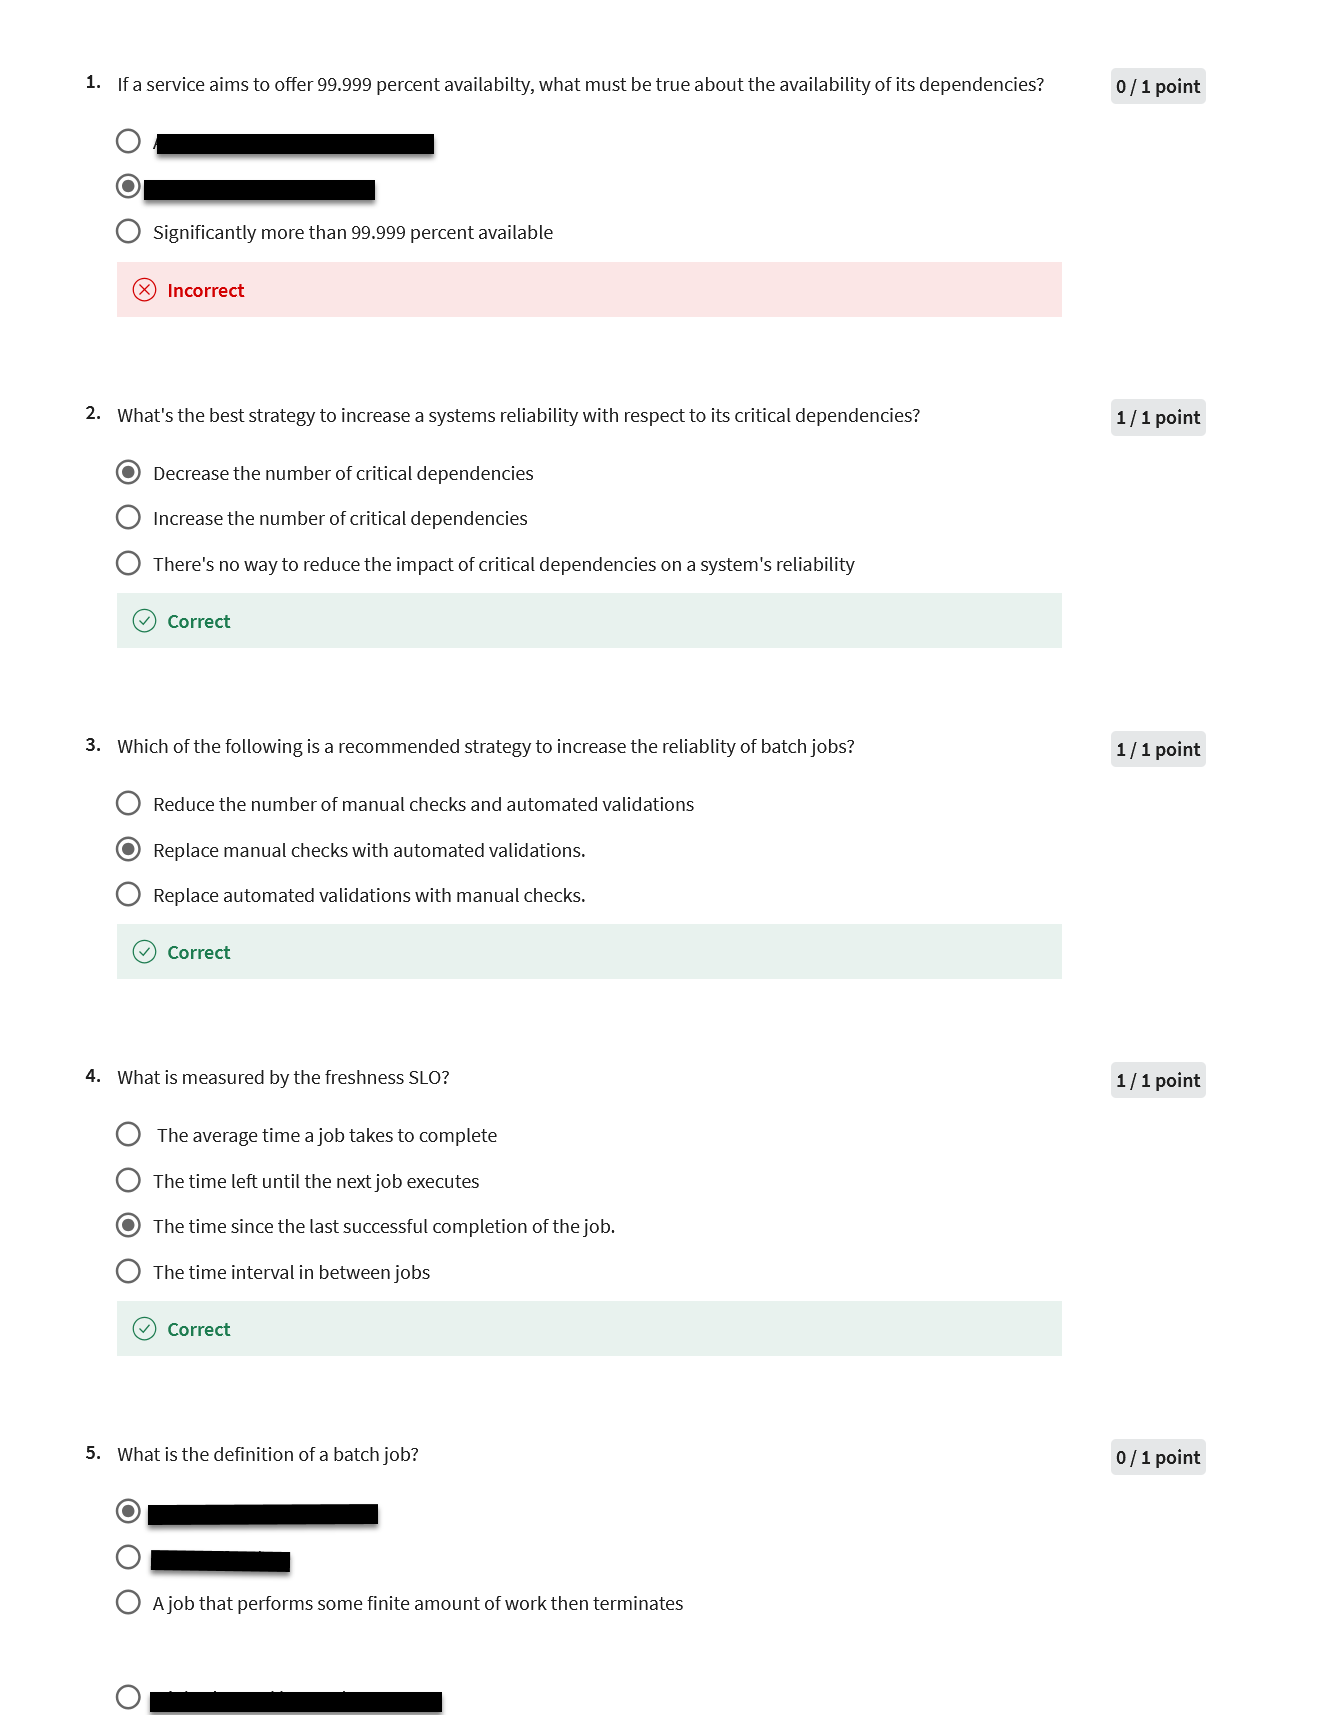 1. If a service aims to offer 99.999 percent availabilty, what must be true about the availability of its dependencies?
0 / 1 point
Significantly more than 99.999 percent available
Incorrect
2. What's the best strategy to increase a systems reliability with respect to its critical dependencies?
1 / 1 point
Decrease the number of critical dependencies
Increase the number of critical dependencies
There's no way to reduce the impact of critical dependencies on a system's reliability
Correct
3. Which of the following is a recommended strategy to increase the reliablity of batch jobs?
1 / 1 point
Reduce the number of manual checks and automated validations
Replace manual checks with automated validations.
Replace automated validations with manual checks.
Correct
4. What is measured by the freshness SLO?
1 / 1 point
The average time a job takes to complete
The time left until the next job executes
The time since the last successful completion of the job.
The time interval in between jobs
Correct
5. What is the definition of a batch job?
0 / 1 point
A job that performs some finite amount of work then terminates